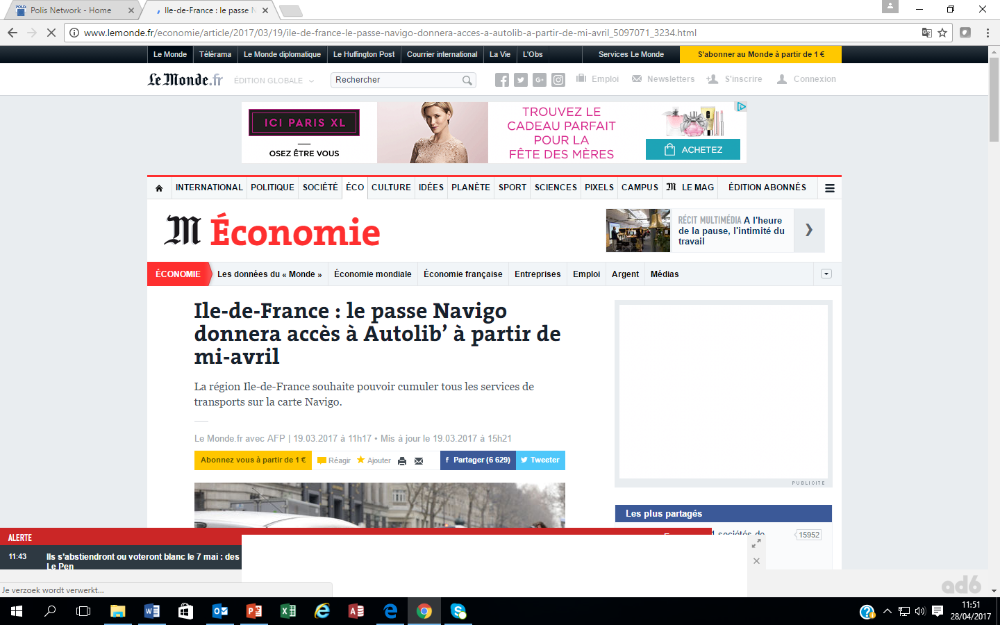 Polis Network - Home
Ile-de-France : le passe N
www.lemonde.fr/economie/article/2017/03/19/ile-de-france-le-passe-navigo-donnera-acces-a-autolib-a-partir-de-mi-avril_5097071_3234.html
Le Monde Télérama Le Monde diplomatique Le Huffington Post Courrier international La Vie L'Obs Services Le Monde S'abonner au Monde à partir de 1 €
Le Monde.fr ÉDITION GLOBALE Rechercher Emploi Newsletters S'inscrire Connexion
ICI PARIS XL
OSEZ ÊTRE VOUS
TROUVEZ LE
CADEAU PARFAIT
POUR LA
FÊTE DES MÈRES
ACHETEZ
INTERNATIONAL POLITIQUE SOCIÉTÉ ÉCO CULTURE IDÉES PLANÈTE SPORT SCIENCES PIXELS CAMPUS M LE MAG ÉDITION ABONNÉS
M Économie
RÉCIT MULTIMÉDIA A l'heure
de la pause, l'intimité du
travail
ÉCONOMIE Les données du « Monde » Économie mondiale Économie française Entreprises Emploi Argent Médias
Ile-de-France : le passe Navigo
donnera accès à Autolib’ à partir de
mi-avril
La région Ile-de-France souhaite pouvoir cumuler tous les services de
transports sur la carte Navigo.
Le Monde.fr avec AFP | 19.03.2017 à 11h17 • Mis à jour le 19.03.2017 à 15h21
Abonnez vous à partir de 1 € Réagir Ajouter Partager (6 629) Tweeter
PUBLICITÉ
Les plus partagés
1 sociétés de
15952
ALERTE
11:43 Ils s’abstiendront ou voteront blanc le 7 mai : des
Le Pen
Je verzoek wordt verwerkt...
ad6
11:51
28/04/2017